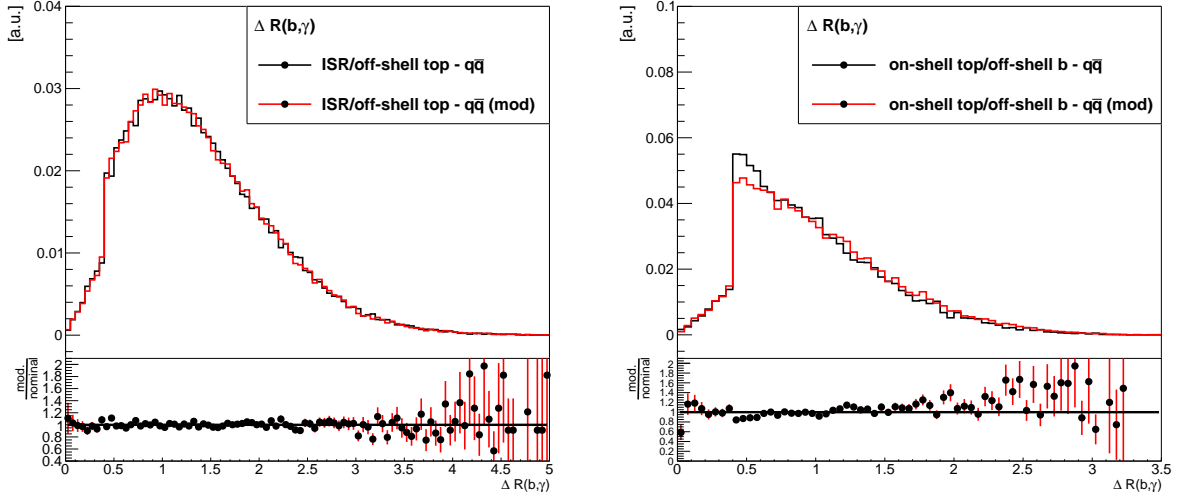 [a.u.]
0.04
0.03
0.02
0.01
0
Δ R(b,γ)
ISR/off-shell top - qq̅
ISR/off-shell top - qq̅ (mod)
mod.
nominal
2
1.8
1.6
1.4
1.2
1.0
0.8
0.6
0.4
0 0.5 1 1.5 2 2.5 3 3.5 4 4.5 5
Δ R(b,γ)
[a.u.]
0.1
0.08
0.06
0.04
0.02
0
Δ R(b,γ)
on-shell top/off-shell b - qq̅
on-shell top/off-shell b - qq̅ (mod)
mod.
nominal
2
1.8
1.6
1.4
1.2
1
0.8
0.6
0.4
0.2
0
0 0.5 1 1.5 2 2.5 3 3.5
Δ R(b,γ)